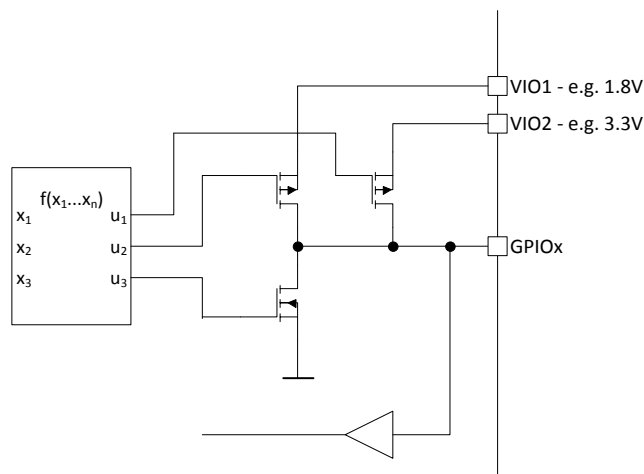 VIO1 - e.g. 1.8V
VIO2 - e.g. 3.3V
f(x₁...xₙ)
x₁ u₁
x₂ u₂
x₃ u₃
GPIOx